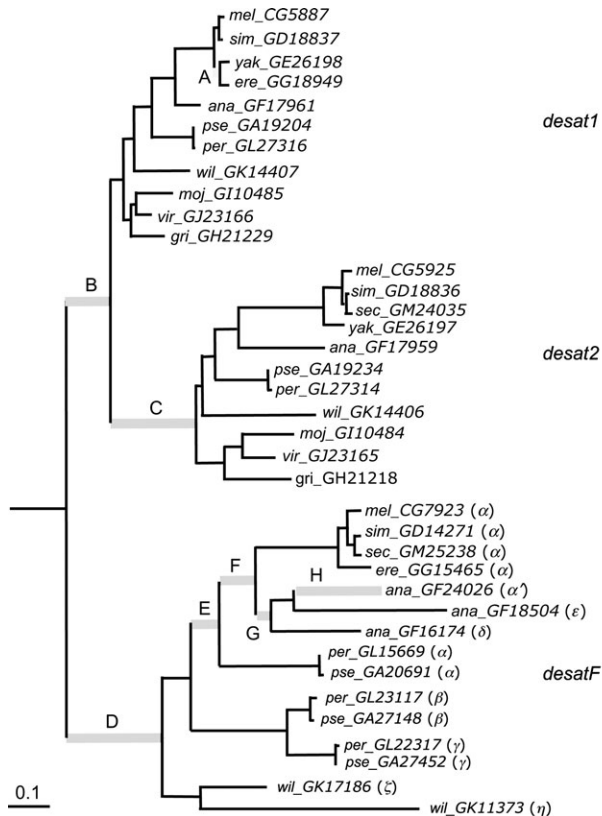 mel_CG5887
sim_GD18837
yak_GE26198
A
ere_GG18949
ana_GF17961
desat1
pse_GA19204
per_GL27316
wil_GK14407
moj_GI10485
vir_GJ23166
gri_GH21229
B
mel_CG5925
sim_GD18836
sec_GM24035
yak_GE26197
ana_GF17959
desat2
pse_GA19234
per_GL27314
C
wil_GK14406
moj_GI10484
vir_GJ23165
gri_GH21218
mel_CG7923 (α)
sim_GD14271 (α)
sec_GM25238 (α)
F
ere_GG15465 (α)
H
ana_GF24026 (α′)
E
ana_GF18504 (ε)
G
ana_GF16174 (δ)
per_GL15669 (α)
desatF
pse_GA20691 (α)
per_GL23117 (β)
D
pse_GA27148 (β)
per_GL22317 (γ)
pse_GA27452 (γ)
wil_GK17186 (ζ)
0.1
wil_GK11373 (η)